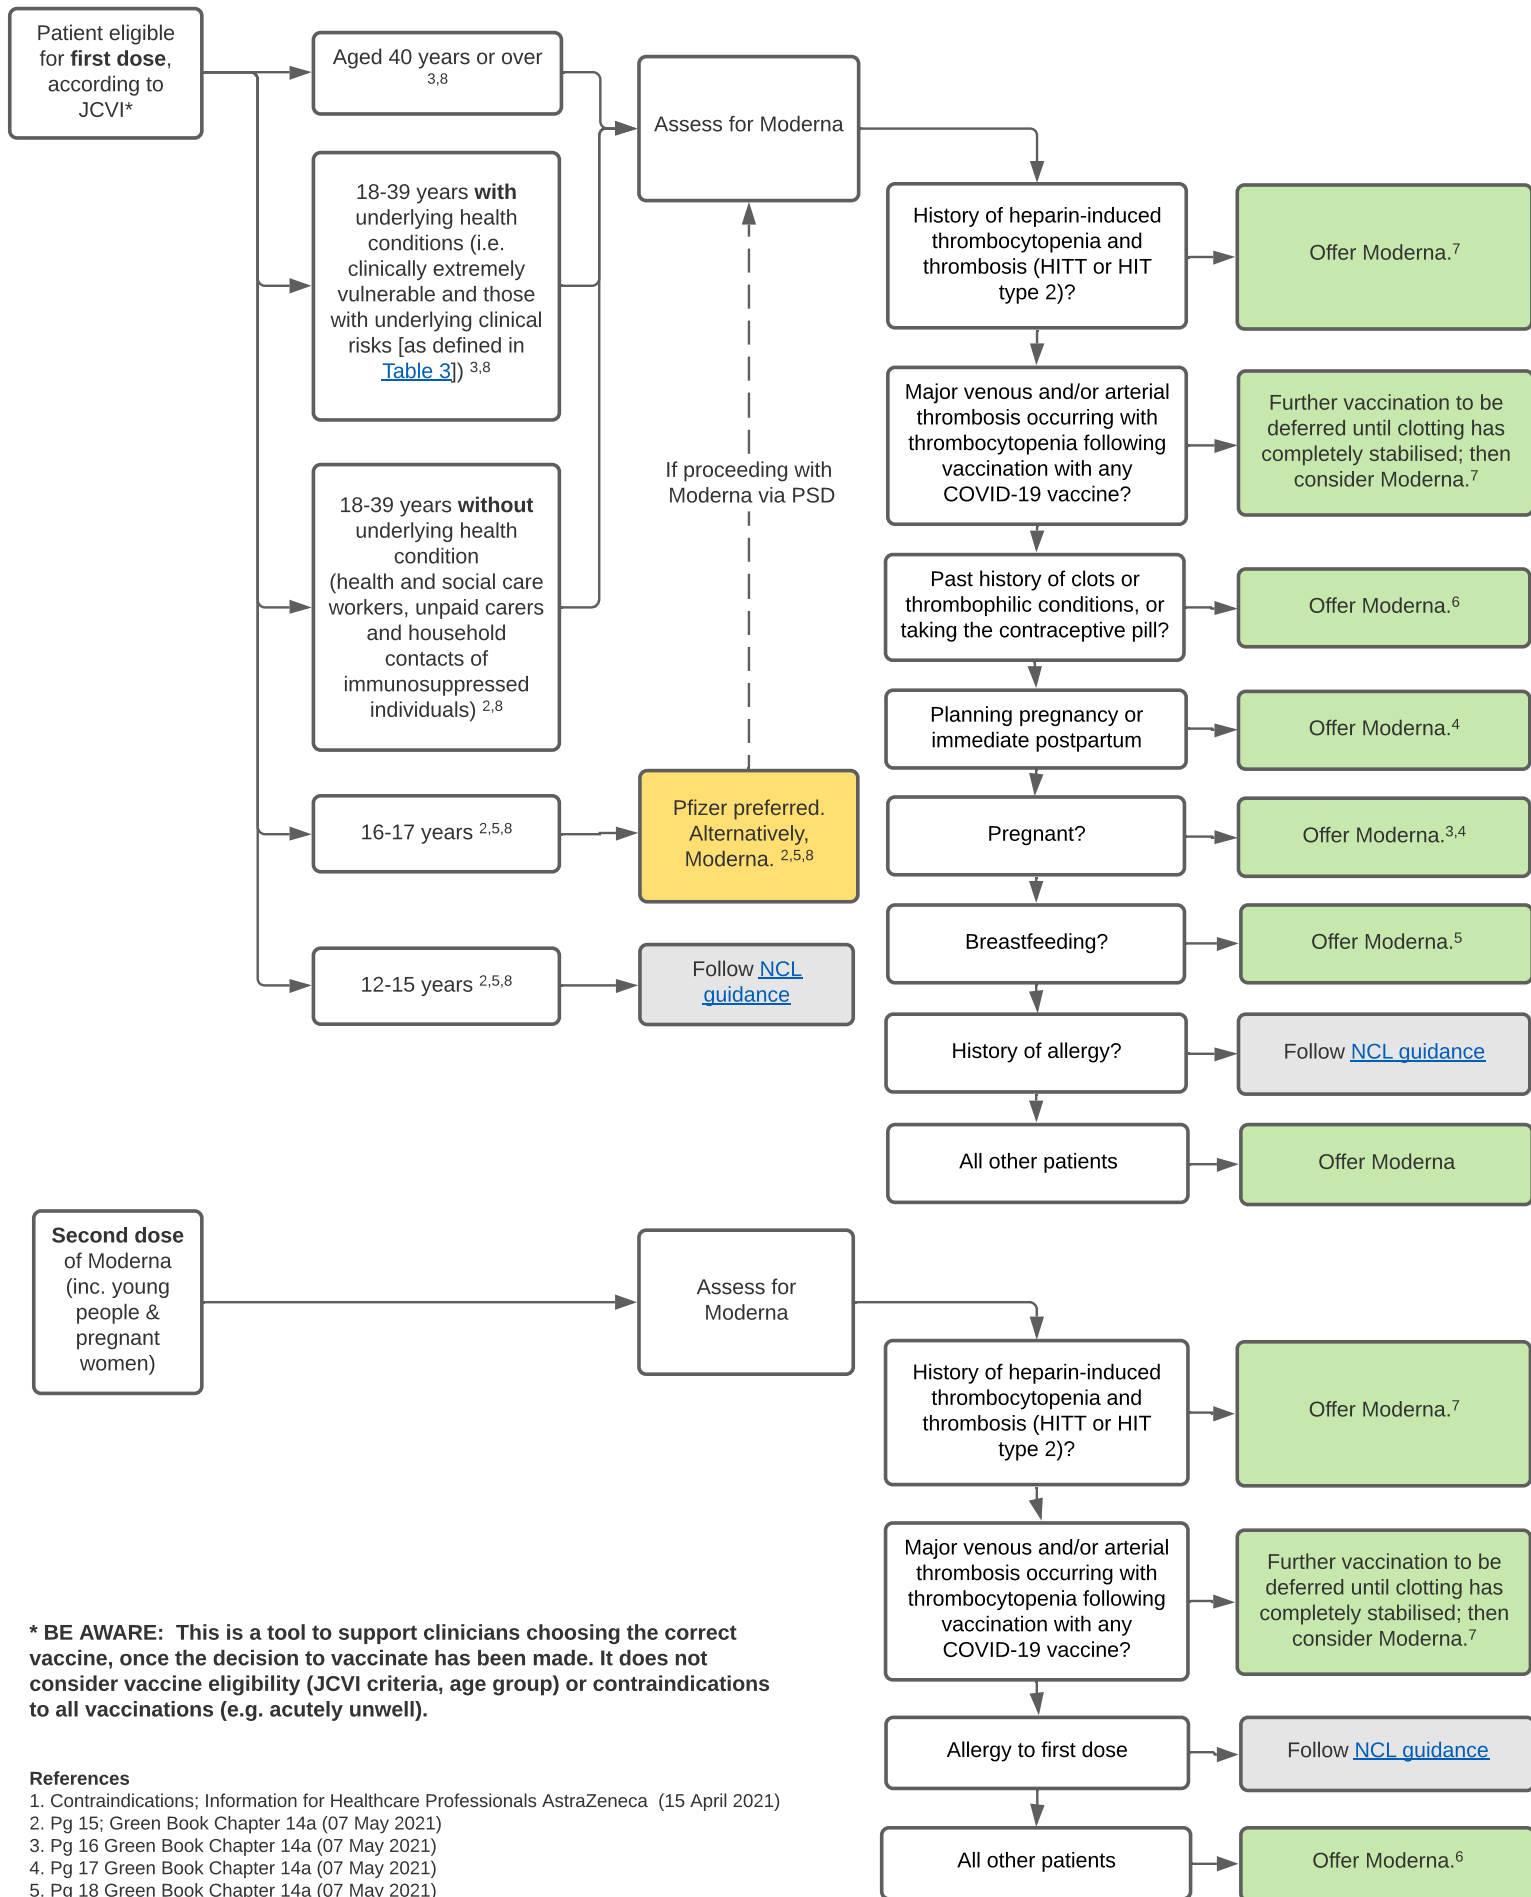 Patient eligible
for first dose,
according to
JCVI*
Aged 40 years or over
3,8
18-39 years with
underlying health
conditions (i.e.
clinically extremely
vulnerable and those
with underlying clinical
risks [as defined in
Table 3]) 3,8
18-39 years without
underlying health
condition
(health and social care
workers, unpaid carers
and household
contacts of
immunosuppressed
individuals) 2,8
16-17 years 2,5,8
12-15 years 2,5,8
Assess for Moderna
If proceeding with
Moderna via PSD
Pfizer preferred.
Alternatively,
Moderna. 2,5,8
Follow NCL
guidance
History of heparin-induced
thrombocytopenia and
thrombosis (HITT or HIT
type 2)?
Offer Moderna.7
Major venous and/or arterial
thrombosis occurring with
thrombocytopenia following
vaccination with any
COVID-19 vaccine?
Further vaccination to be
deferred until clotting has
completely stabilised; then
consider Moderna.7
Past history of clots or
thrombophilic conditions, or
taking the contraceptive pill?
Offer Moderna.6
Planning pregnancy or
immediate postpartum
Offer Moderna.4
Pregnant?
Offer Moderna.3,4
Breastfeeding?
Offer Moderna.5
History of allergy?
Follow NCL guidance
All other patients
Offer Moderna
Second dose
of Moderna
(inc. young
people &
pregnant
women)
Assess for
Moderna
History of heparin-induced
thrombocytopenia and
thrombosis (HITT or HIT
type 2)?
Offer Moderna.7
Major venous and/or arterial
thrombosis occurring with
thrombocytopenia following
vaccination with any
COVID-19 vaccine?
Further vaccination to be
deferred until clotting has
completely stabilised; then
consider Moderna.7
Allergy to first dose
Follow NCL guidance
All other patients
Offer Moderna.6
* BE AWARE:  This is a tool to support clinicians choosing the correct
vaccine, once the decision to vaccinate has been made. It does not
consider vaccine eligibility (JCVI criteria, age group) or contraindications
to all vaccinations (e.g. acutely unwell).
References
1. Contraindications; Information for Healthcare Professionals AstraZeneca  (15 April 2021)
2. Pg 15; Green Book Chapter 14a (07 May 2021)
3. Pg 16 Green Book Chapter 14a (07 May 2021)
4. Pg 17 Green Book Chapter 14a (07 May 2021)
5. Pg 18 Green Book Chapter 14a (07 May 2021)